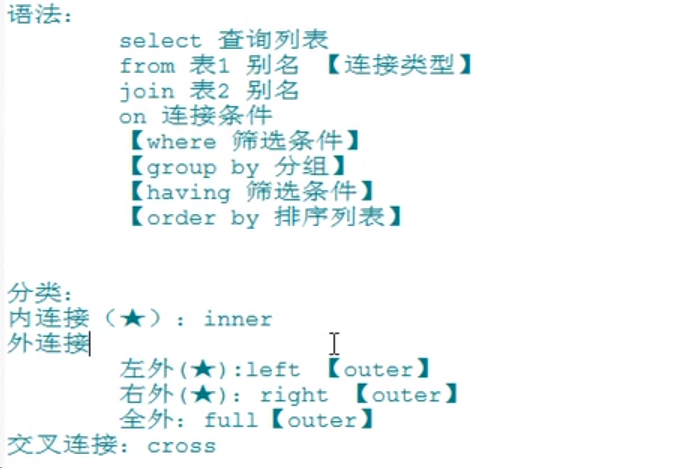 语法：
select 查询列表
from 表1 别名 【连接类型】
join 表2 别名
on 连接条件
【where 筛选条件】
【group by 分组】
【having 筛选条件】
【order by 排序列表】
分类：
内连接（★）：inner
外连接
左外(★):left 【outer】
右外(★)：right 【outer】
全外：full【outer】
交叉连接：cross